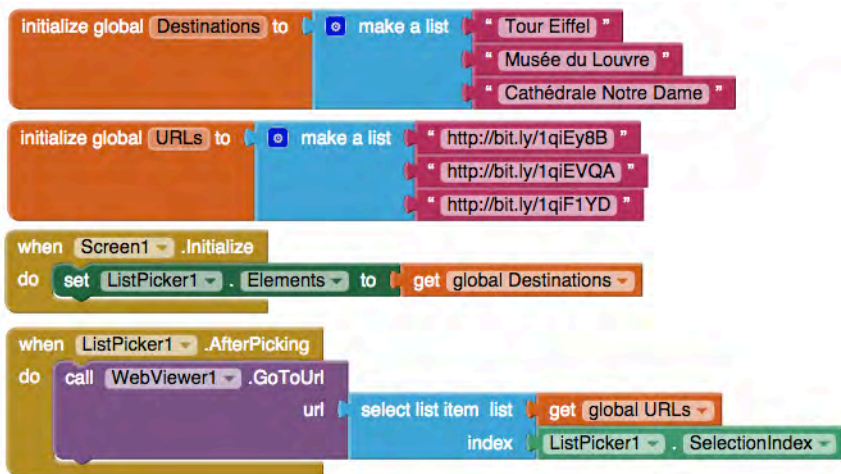 initialize global Destinations to make a list " Tour Eiffel "
" Musée du Louvre "
" Cathédrale Notre Dame "
initialize global URLs to make a list " http://bit.ly/1qiEy8B "
" http://bit.ly/1qiEVQA "
" http://bit.ly/1qiF1YD "
when Screen1 .Initialize
do set ListPicker1 . Elements to get global Destinations
when ListPicker1 .AfterPicking
do call WebViewer1 .GoToUrl
url select list item list get global URLs
index ListPicker1 . SelectionIndex